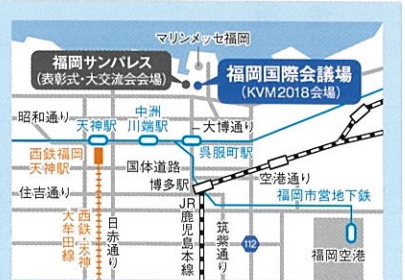 マリンメッセ福岡
福岡サンパレス
(表彰式・大交流会会場)
福岡国際会議場
(KVM2018会場)
昭和通り
天神駅
中洲
川端駅
大博通り
呉服町駅
西鉄福岡
天神駅
国体道路
博多駅
空港通り
福岡市営地下鉄
住吉通り
西鉄・天神
大牟田線
日赤通り
JR
鹿児島本線
筑紫通り
112
福岡空港